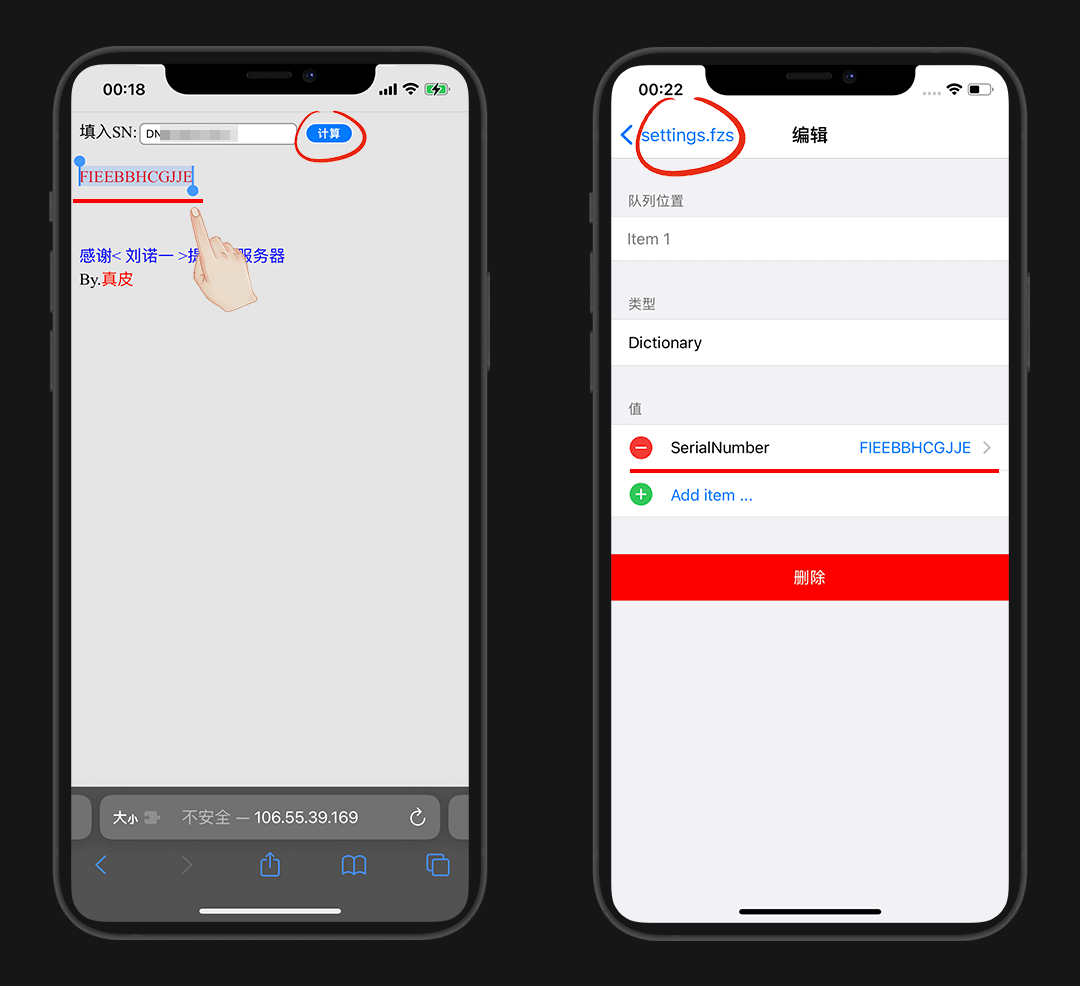 00:18
填入SN:
DN
计算
FIEEBBHCGJJE
感谢< 刘诺一 >提
服务器
By.真皮
大小
不安全 — 106.55.39.169
00:22
settings.fzs
编辑
队列位置
Item 1
类型
Dictionary
值
SerialNumber
FIEEBBHCGJJE
Add item ...
删除